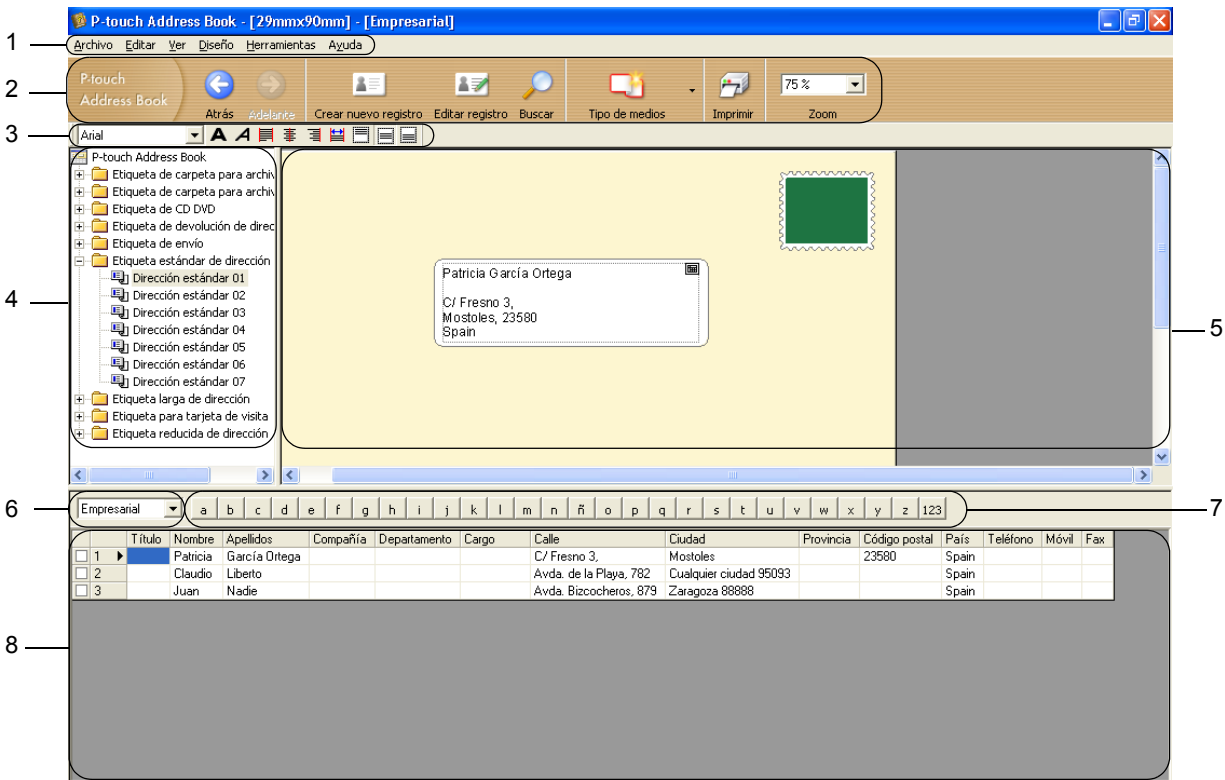 P-touch Address Book - [29mmx90mm] - [Empresarial]
1
Archivo Editar Ver Diseño Herramientas Ayuda
2
P-touch
Address Book
Atrás Adelante Crear nuevo registro Editar registro Buscar Tipo de medios Imprimir 75 % Zoom
3
Arial A A
P-touch Address Book
Etiqueta de carpeta para archiv
Etiqueta de carpeta para archiv
Etiqueta de CD DVD
Etiqueta de devolución de direc
Etiqueta de envío
Etiqueta estándar de dirección
Dirección estándar 01
Dirección estándar 02
Dirección estándar 03
Dirección estándar 04
Dirección estándar 05
Dirección estándar 06
Dirección estándar 07
Etiqueta larga de dirección
Etiqueta para tarjeta de visita
Etiqueta reducida de dirección
4
Patricia García Ortega
C/ Fresno 3,
Mostoles, 23580
Spain
5
6
Empresarial a b c d e f g h i j k l m n ñ o p q r s t u v w x y z 123
7
Título Nombre Apellidos Compañía Departamento Cargo Calle Ciudad Provincia Código postal País Teléfono Móvil Fax
1 Patricia García Ortega C/ Fresno 3, Mostoles 23580 Spain
2 Claudio Liberto Avda. de la Playa, 782 Cualquier ciudad 95093 Spain
3 Juan Nadie Avda. Bizcocheros, 879 Zaragoza 88888 Spain
8